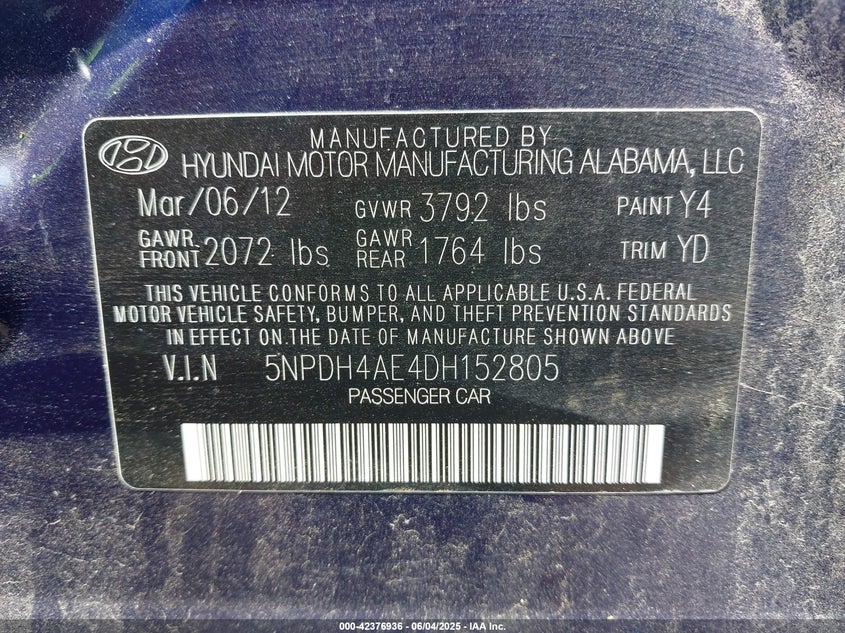 MANUFACTURED BY
HYUNDAI MOTOR MANUFACTURING ALABAMA, LLC
Mar/06/12 GVWR 3792 lbs PAINT Y4
GAWR FRONT 2072 lbs GAWR REAR 1764 lbs TRIM YD
THIS VEHICLE CONFORMS TO ALL APPLICABLE U.S.A. FEDERAL
MOTOR VEHICLE SAFETY, BUMPER, AND THEFT PREVENTION STANDARDS
IN EFFECT ON THE DATE OF MANUFACTURE SHOWN ABOVE
V.I.N 5NPDH4AE4DH152805
PASSENGER CAR
000-42376936 - 06/04/2025 - IAA Inc.